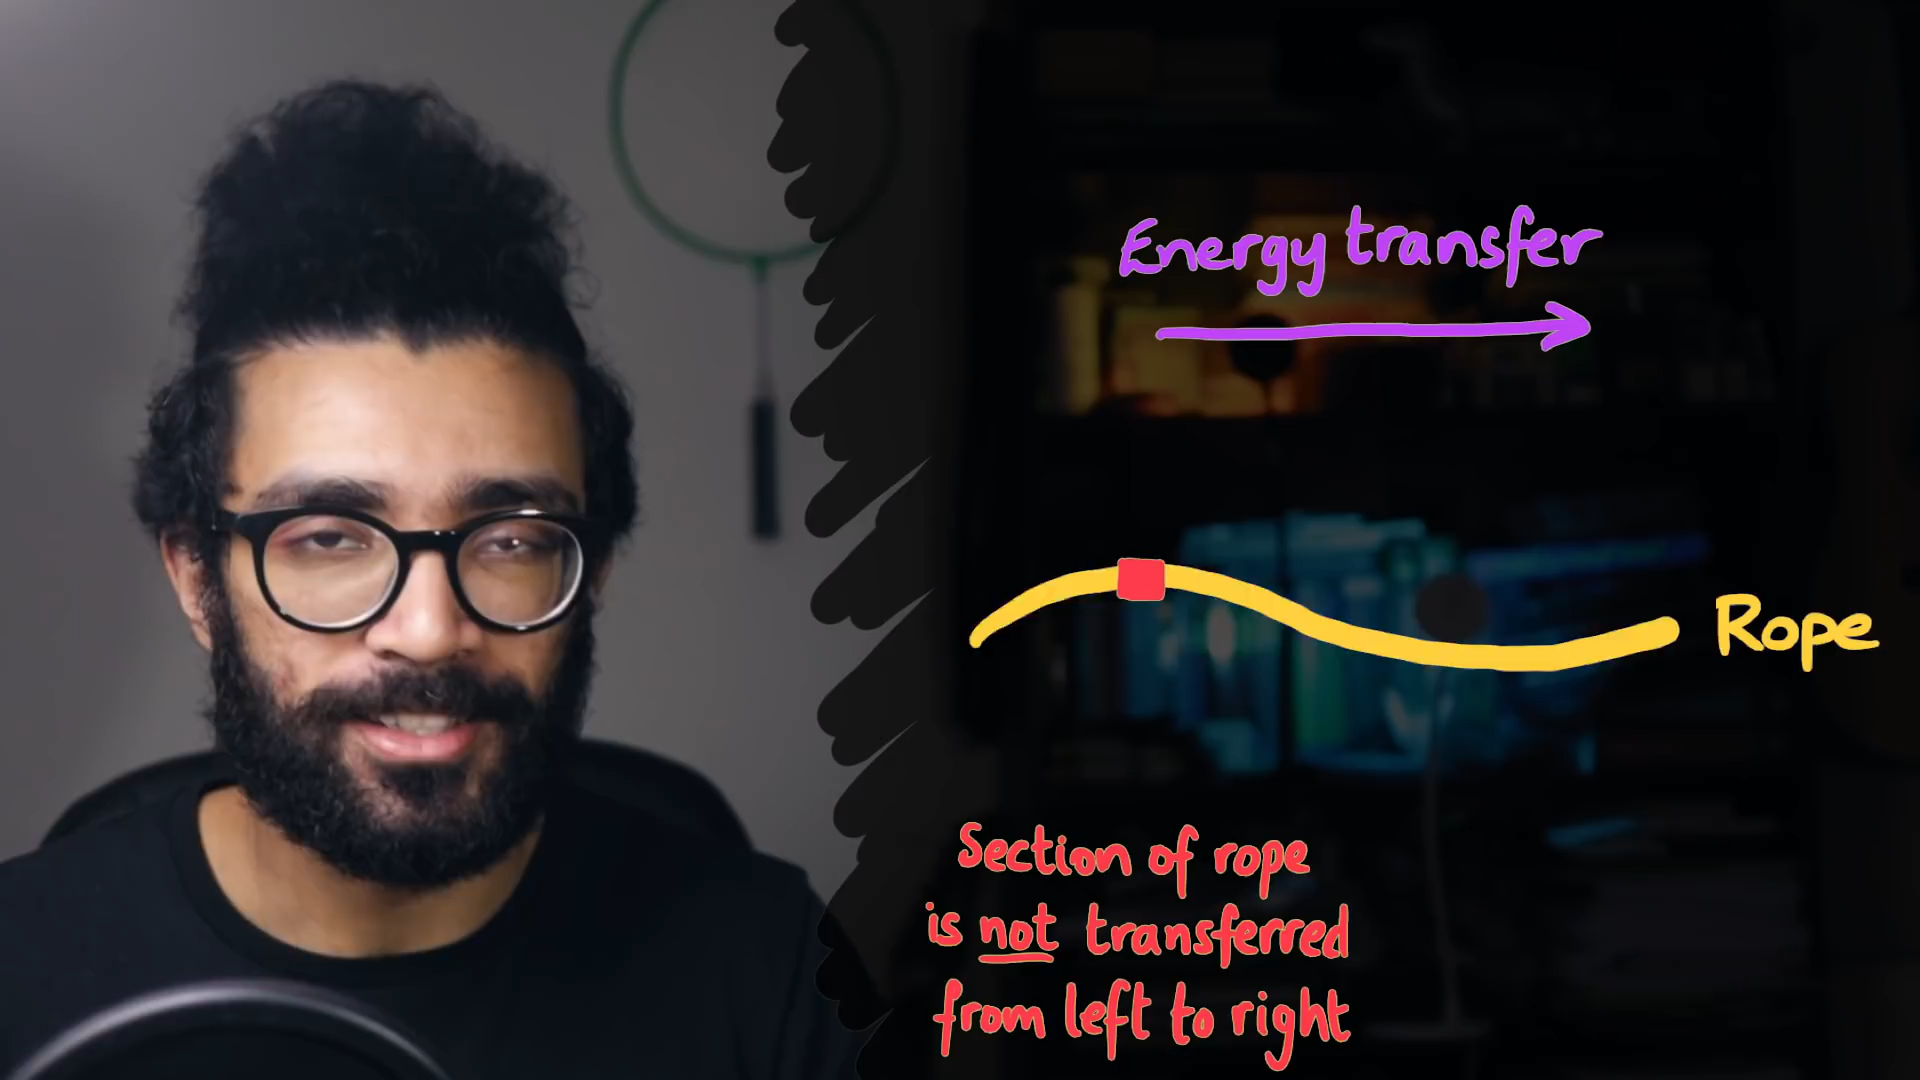 Energy transfer
Rope
Section of rope
is not transferred
from left to right